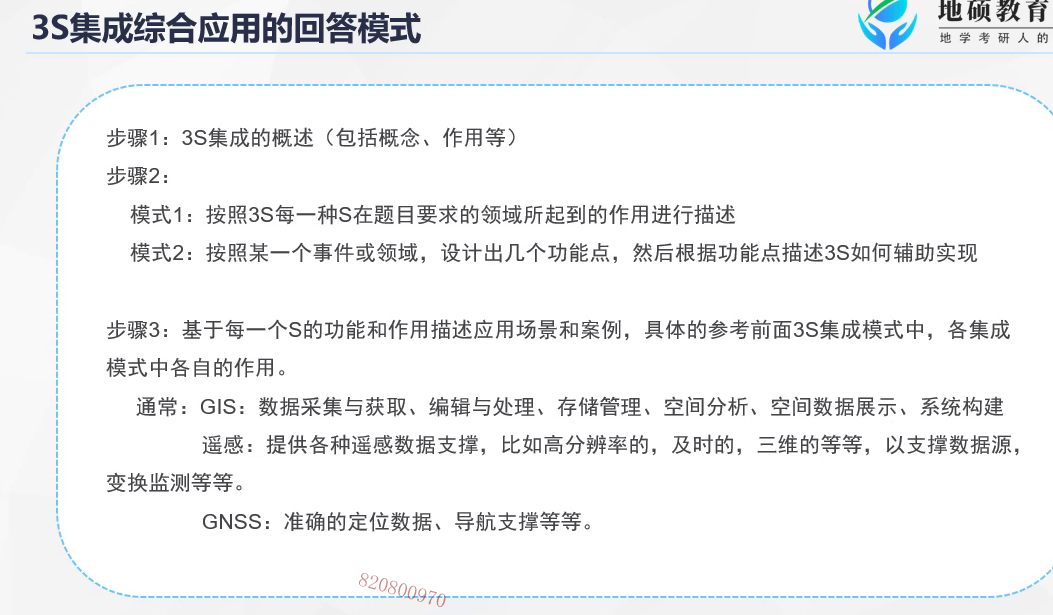 3S集成综合应用的回答模式
地硕教育
地学考研人的
步骤1：3S集成的概述（包括概念、作用等）
步骤2：
模式1：按照3S每一种S在题目要求的领域所起到的作用进行描述
模式2：按照某一个事件或领域，设计出几个功能点，然后根据功能点描述3S如何辅助实现
步骤3：基于每一个S的功能和作用描述应用场景和案例，具体的参考前面3S集成模式中，各集成
模式中各自的作用。
通常：GIS：数据采集与获取、编辑与处理、存储管理、空间分析、空间数据展示、系统构建
遥感：提供各种遥感数据支撑，比如高分辨率的，及时的，三维的等等，以支撑数据源，
变换监测等等。
GNSS：准确的定位数据、导航支撑等等。
820800970